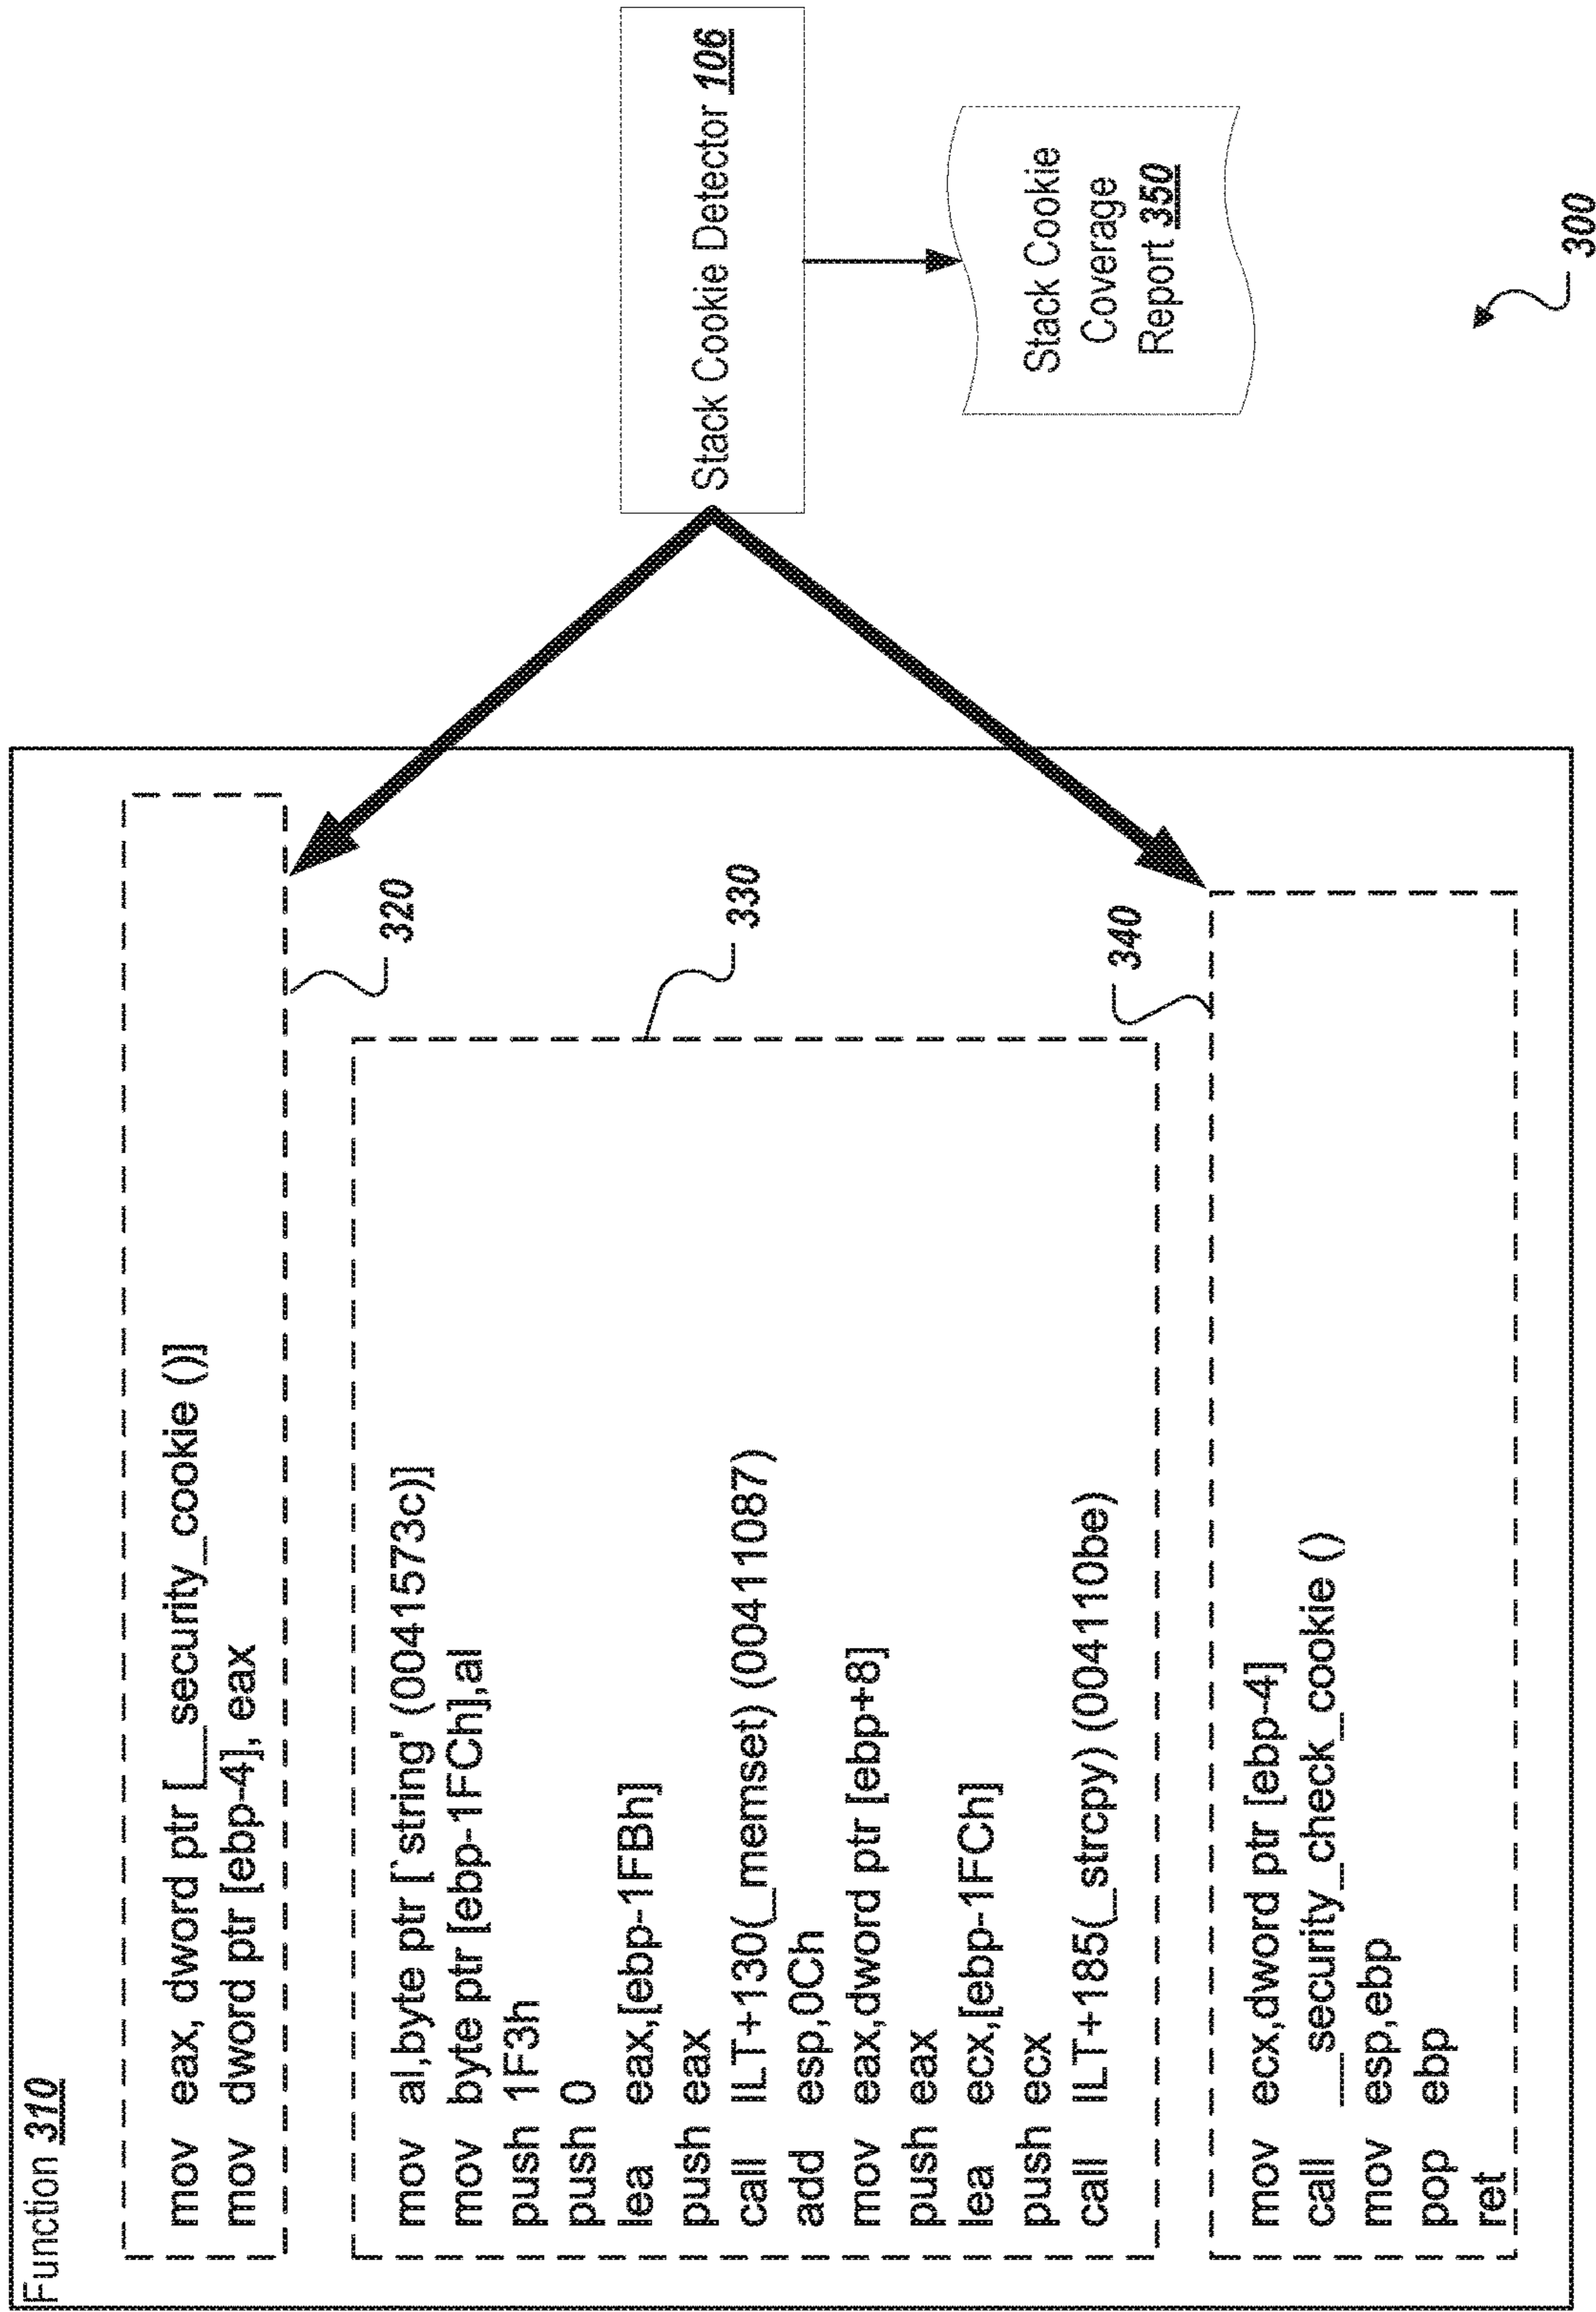 Function 310
mov eax, dword ptr [___security_cookie ()]
mov dword ptr [ebp-4], eax
320
mov al,byte ptr [`string' (0041573c)]
mov byte ptr [ebp-1FCh],al
push 1F3h
push 0
lea eax,[ebp-1FBh]
push eax
call ILT+130(_memset) (00411087)
add esp,0Ch
mov eax,dword ptr [ebp+8]
push eax
lea ecx,[ebp-1FCh]
push ecx
call ILT+185(_strcpy) (004110be)
330
340
mov ecx,dword ptr [ebp-4]
call ___security_check_cookie ()
mov esp,ebp
pop ebp
ret
Stack Cookie Detector 106
Stack Cookie
Coverage
Report 350
300